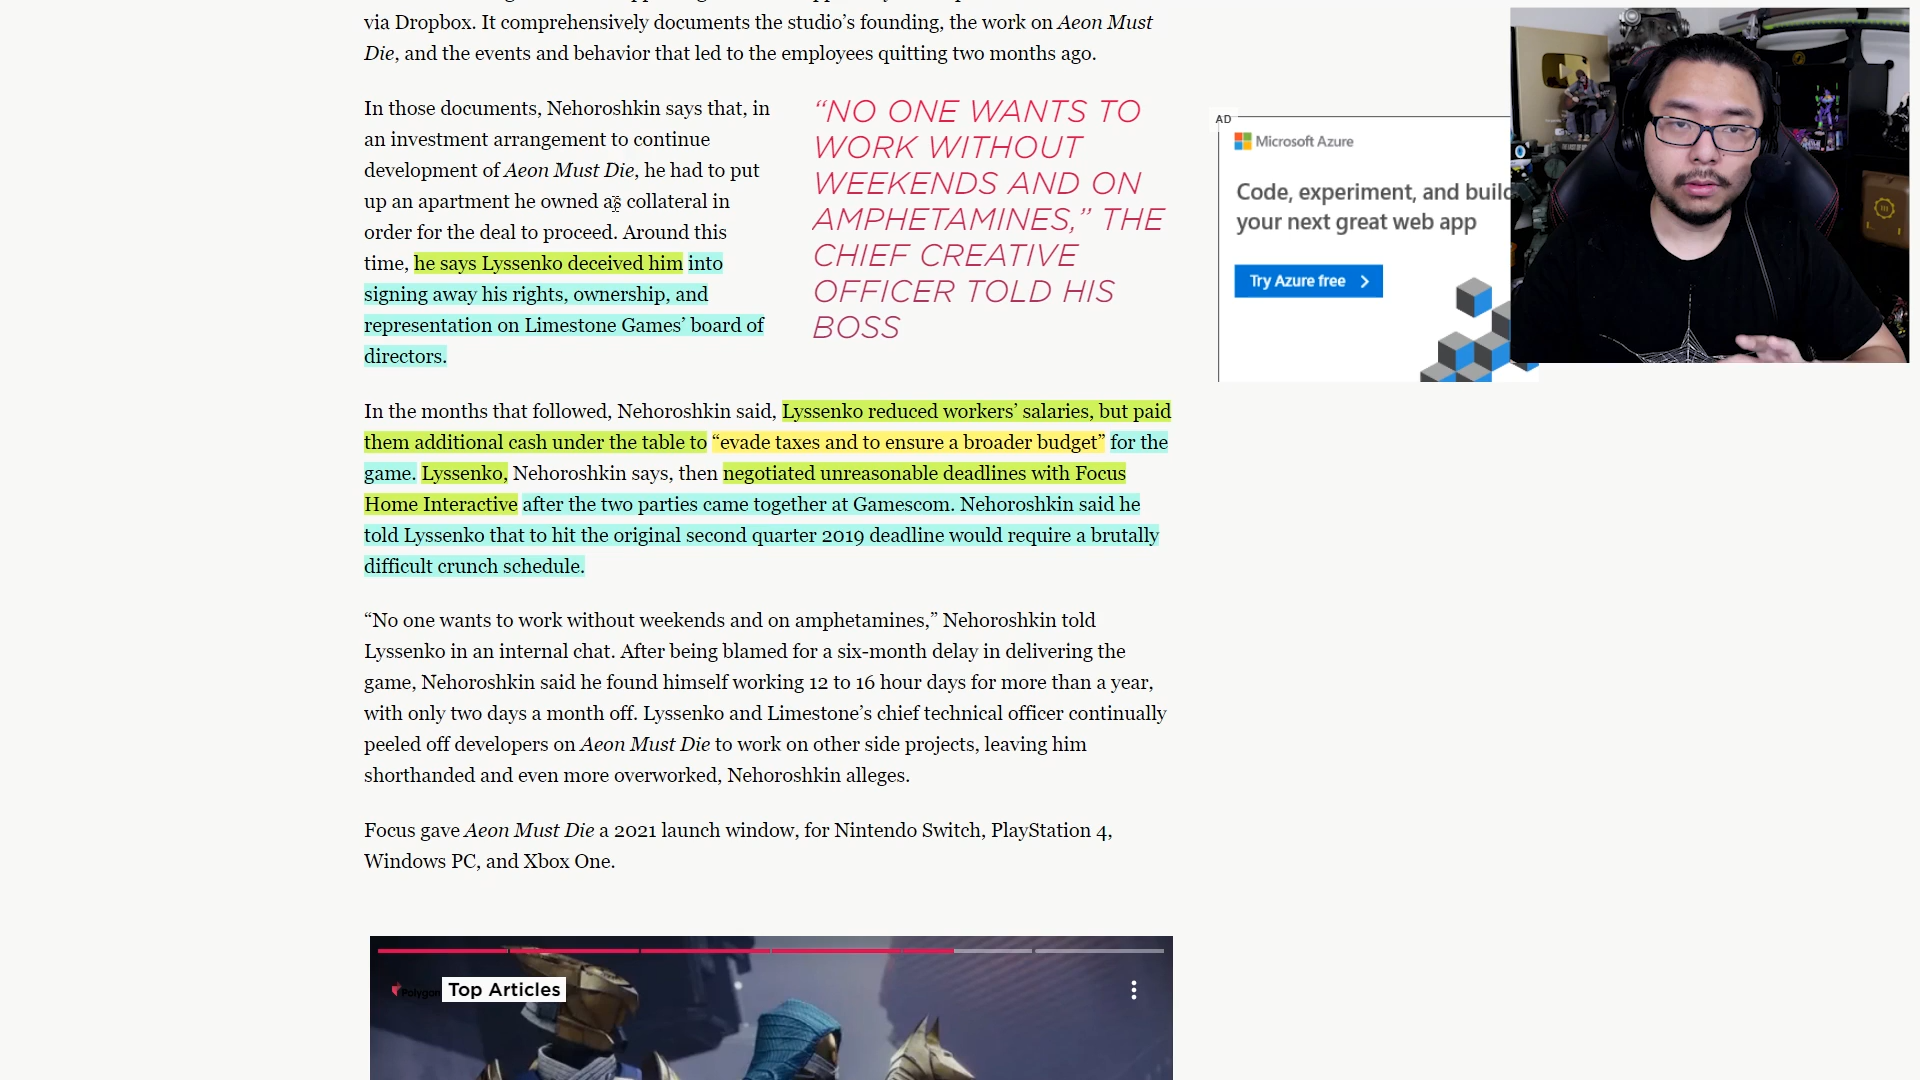 via Dropbox. It comprehensively documents the studio’s founding, the work on Aeon Must
Die, and the events and behavior that led to the employees quitting two months ago.
In those documents, Nehoroshkin says that, in
an investment arrangement to continue
development of Aeon Must Die, he had to put
up an apartment he owned as collateral in
order for the deal to proceed. Around this
time, he says Lyssenko deceived him into
signing away his rights, ownership, and
representation on Limestone Games’ board of
directors.
“NO ONE WANTS TO
WORK WITHOUT
WEEKENDS AND ON
AMPHETAMINES,” THE
CHIEF CREATIVE
OFFICER TOLD HIS
BOSS
AD
Microsoft Azure
Code, experiment, and build
your next great web app
Try Azure free
In the months that followed, Nehoroshkin said, Lyssenko reduced workers’ salaries, but paid
them additional cash under the table to “evade taxes and to ensure a broader budget” for the
game. Lyssenko, Nehoroshkin says, then negotiated unreasonable deadlines with Focus
Home Interactive after the two parties came together at Gamescom. Nehoroshkin said he
told Lyssenko that to hit the original second quarter 2019 deadline would require a brutally
difficult crunch schedule.
“No one wants to work without weekends and on amphetamines,” Nehoroshkin told
Lyssenko in an internal chat. After being blamed for a six-month delay in delivering the
game, Nehoroshkin said he found himself working 12 to 16 hour days for more than a year,
with only two days a month off. Lyssenko and Limestone’s chief technical officer continually
peeled off developers on Aeon Must Die to work on other side projects, leaving him
shorthanded and even more overworked, Nehoroshkin alleges.
Focus gave Aeon Must Die a 2021 launch window, for Nintendo Switch, PlayStation 4,
Windows PC, and Xbox One.
Polygon
Top Articles